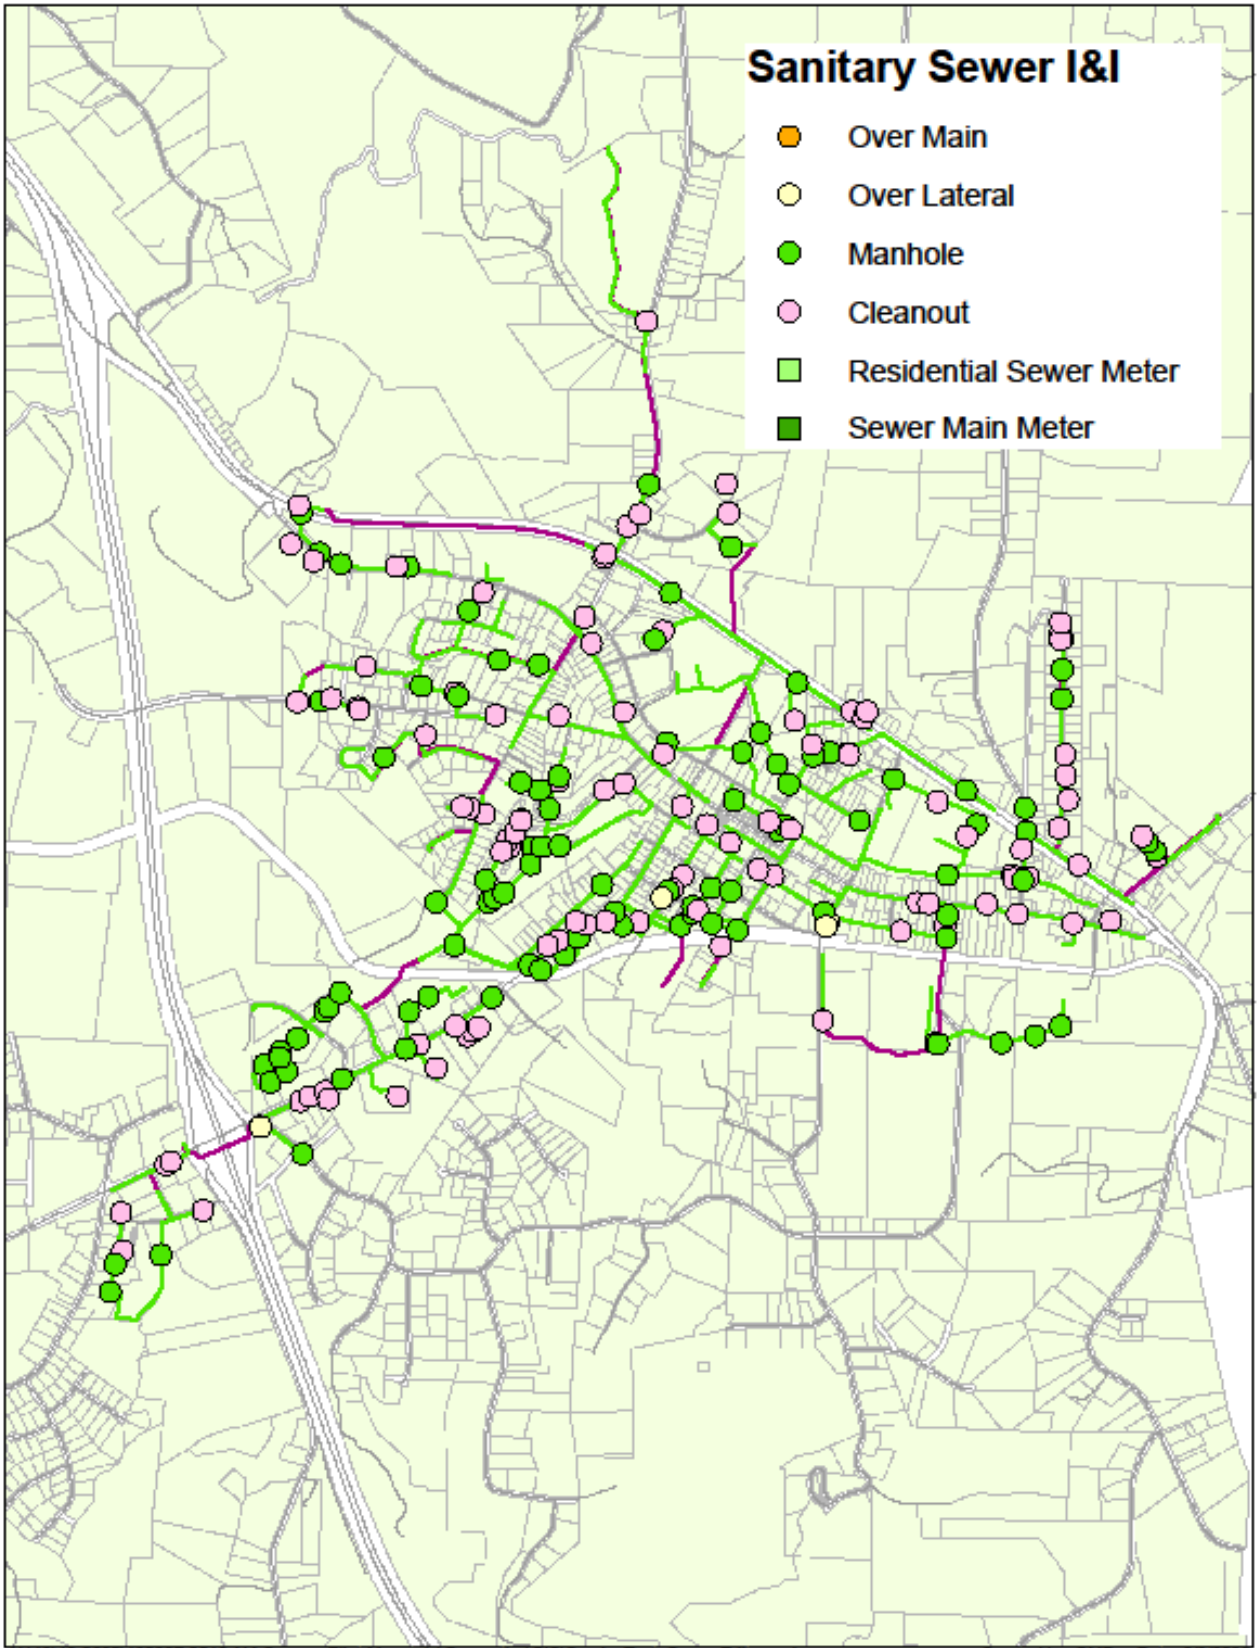 Sanitary Sewer I&I
Over Main
Over Lateral
Manhole
Cleanout
Residential Sewer Meter
Sewer Main Meter